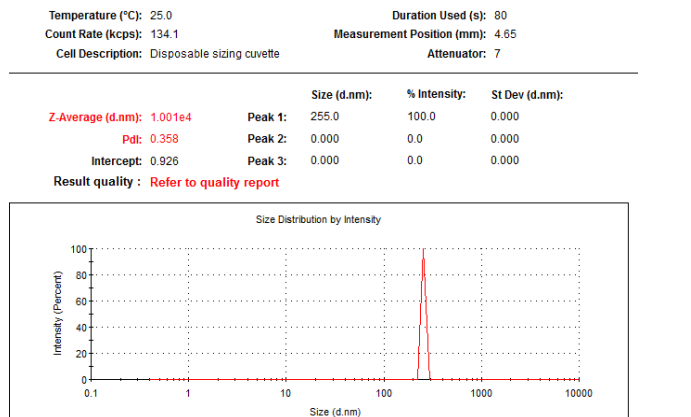 Temperature (°C): 25.0 Duration Used (s): 80
Count Rate (kcps): 134.1 Measurement Position (mm): 4.65
Cell Description: Disposable sizing cuvette Attenuator: 7
Size (d.nm): % Intensity: St Dev (d.nm):
Z-Average (d.nm): 1.001e4 Peak 1: 255.0 100.0 0.000
PdI: 0.358 Peak 2: 0.000 0.0 0.000
Intercept: 0.926 Peak 3: 0.000 0.0 0.000
Result quality : Refer to quality report
Size Distribution by Intensity
Intensity (Percent)
100
80
60
40
20
0
0.1 1 10 100 1000 10000
Size (d.nm)